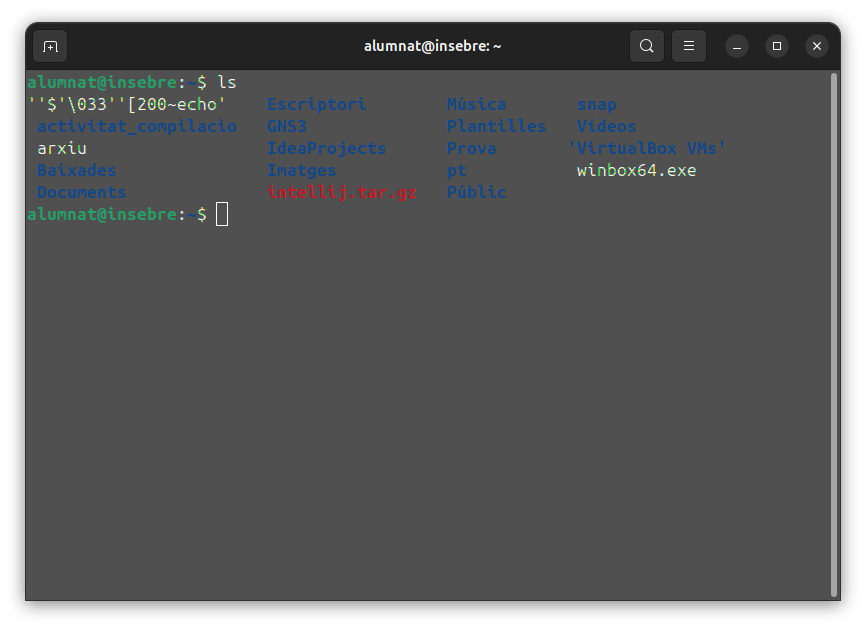 alumnat@insebre: ~
alumnat@insebre:~$ ls
''$'\033''[200~echo' Escriptori Música snap
activitat_compilacio GNS3 Plantilles Vídeos
arxiu IdeaProjects Prova 'VirtualBox VMs'
Baixades Imatges pt winbox64.exe
Documents intellij.tar.gz Públic
alumnat@insebre:~$